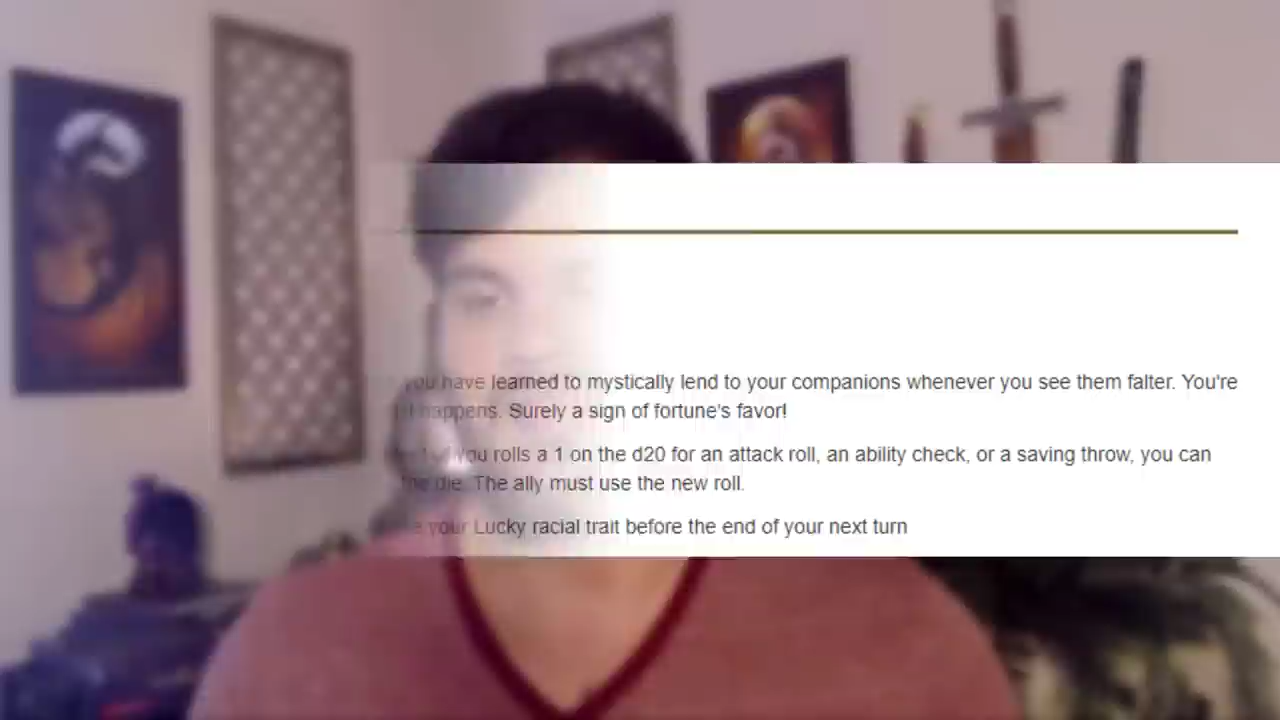 you have learned to mystically lend to your companions whenever you see them falter. You're
happens. Surely a sign of fortune's favor!
you rolls a 1 on the d20 for an attack roll, an ability check, or a saving throw, you can
the die. The ally must use the new roll.
your Lucky racial trait before the end of your next turn